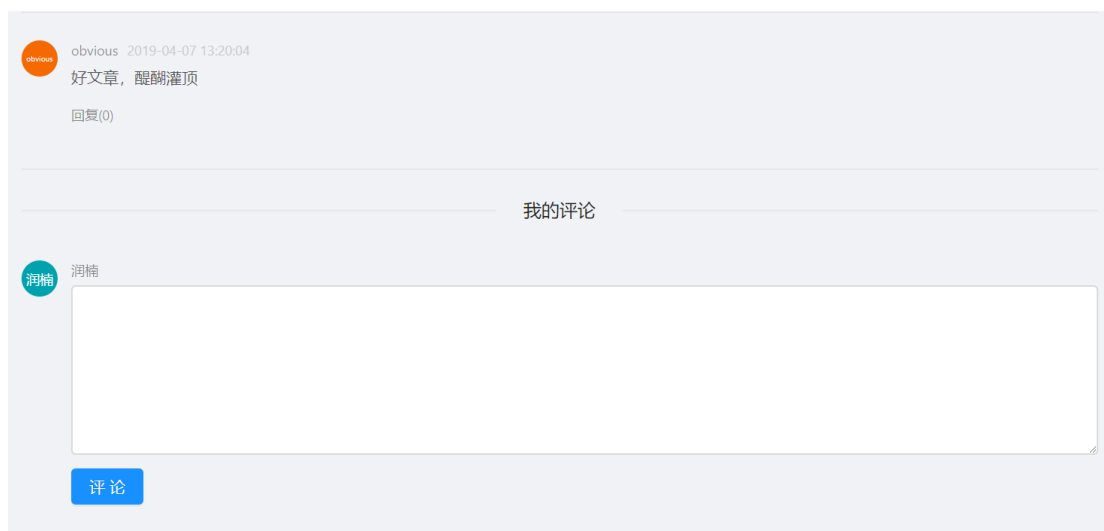 obvious
obvious 2019-04-07 13:20:04
好文章，醍醐灌顶
回复(0)
我的评论
润楠
润楠
评 论